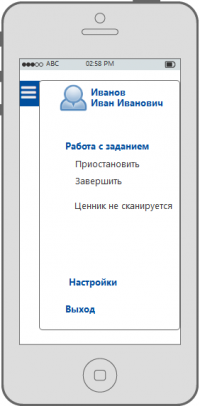 ABC 02:58 PM
Иванов
Иван Иванович
Работа с заданием
Приостановить
Завершить
Ценник не сканируется
Настройки
Выход